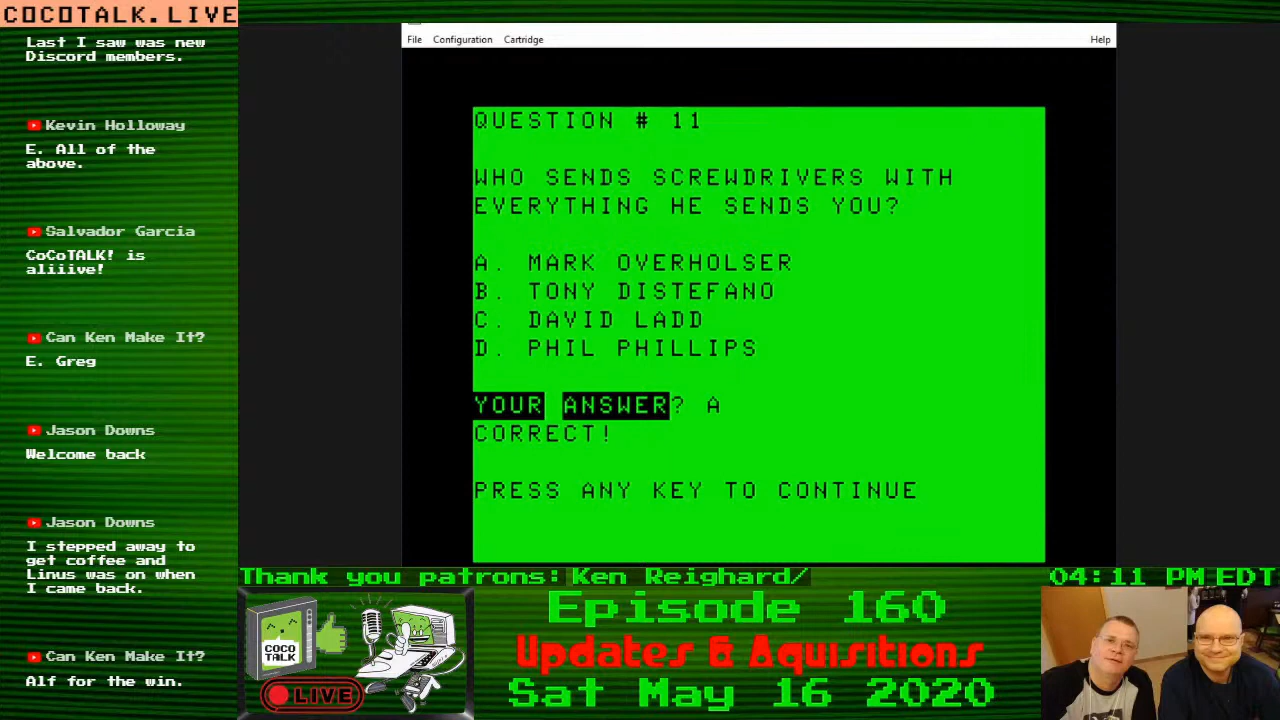 COCOTALK.LIVE
Last I saw was new
Discord members.
Kevin Holloway
E. All of the
above.
Salvador Garcia
CoCoTALK! is
aliiive!
Can Ken Make It?
E. Greg
Jason Downs
Welcome back
Jason Downs
I stepped away to
get coffee and
Linus was on when
I came back.
Can Ken Make It?
Alf for the win.
File Configuration Cartridge Help
QUESTION # 11
WHO SENDS SCREWDRIVERS WITH
EVERYTHING HE SENDS YOU?
A. MARK OVERHOLSER
B. TONY DISTEFANO
C. DAVID LADD
D. PHIL PHILLIPS
YOUR ANSWER? A
CORRECT!
PRESS ANY KEY TO CONTINUE
Thank you patrons: Ken Reighard/
04:11 PM EDT
COCO
TALK
LIVE
Episode 160
Updates & Aquisitions
Sat May 16 2020